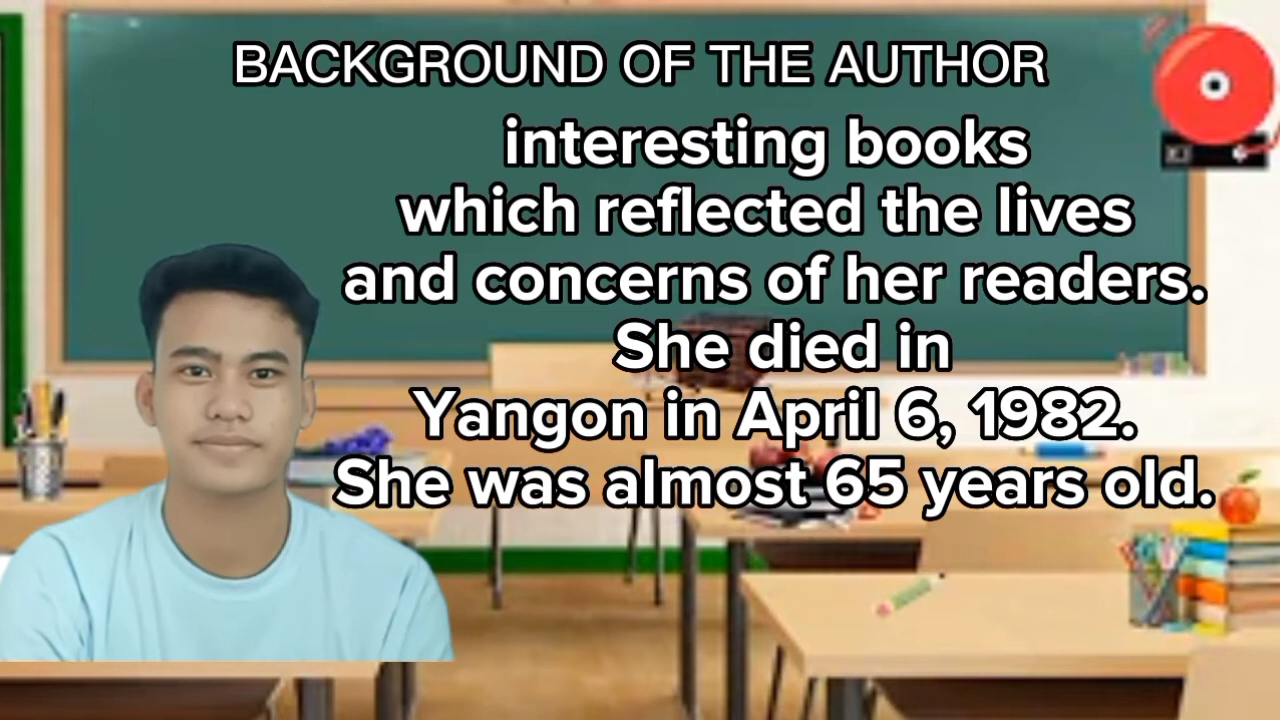 BACKGROUND OF THE AUTHOR
interesting books
which reflected the lives
and concerns of her readers.
She died in
Yangon in April 6, 1982.
She was almost 65 years old.